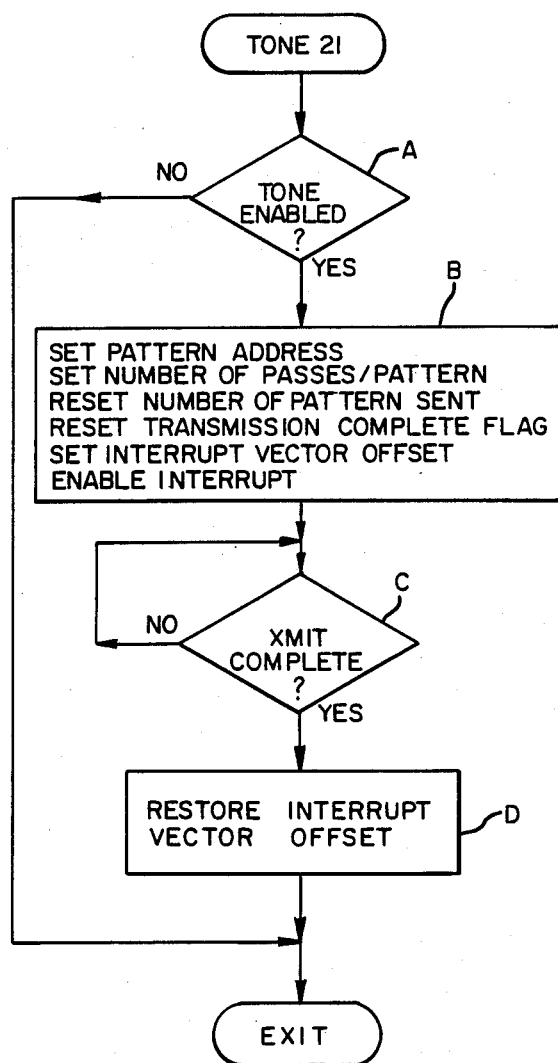 TONE 21
A
NO
TONE
ENABLED
?
YES
B
SET PATTERN ADDRESS
SET NUMBER OF PASSES/PATTERN
RESET NUMBER OF PATTERN SENT
RESET TRANSMISSION COMPLETE FLAG
SET INTERRUPT VECTOR OFFSET
ENABLE INTERRUPT
C
NO
XMIT
COMPLETE
?
YES
RESTORE INTERRUPT
VECTOR OFFSET
D
EXIT